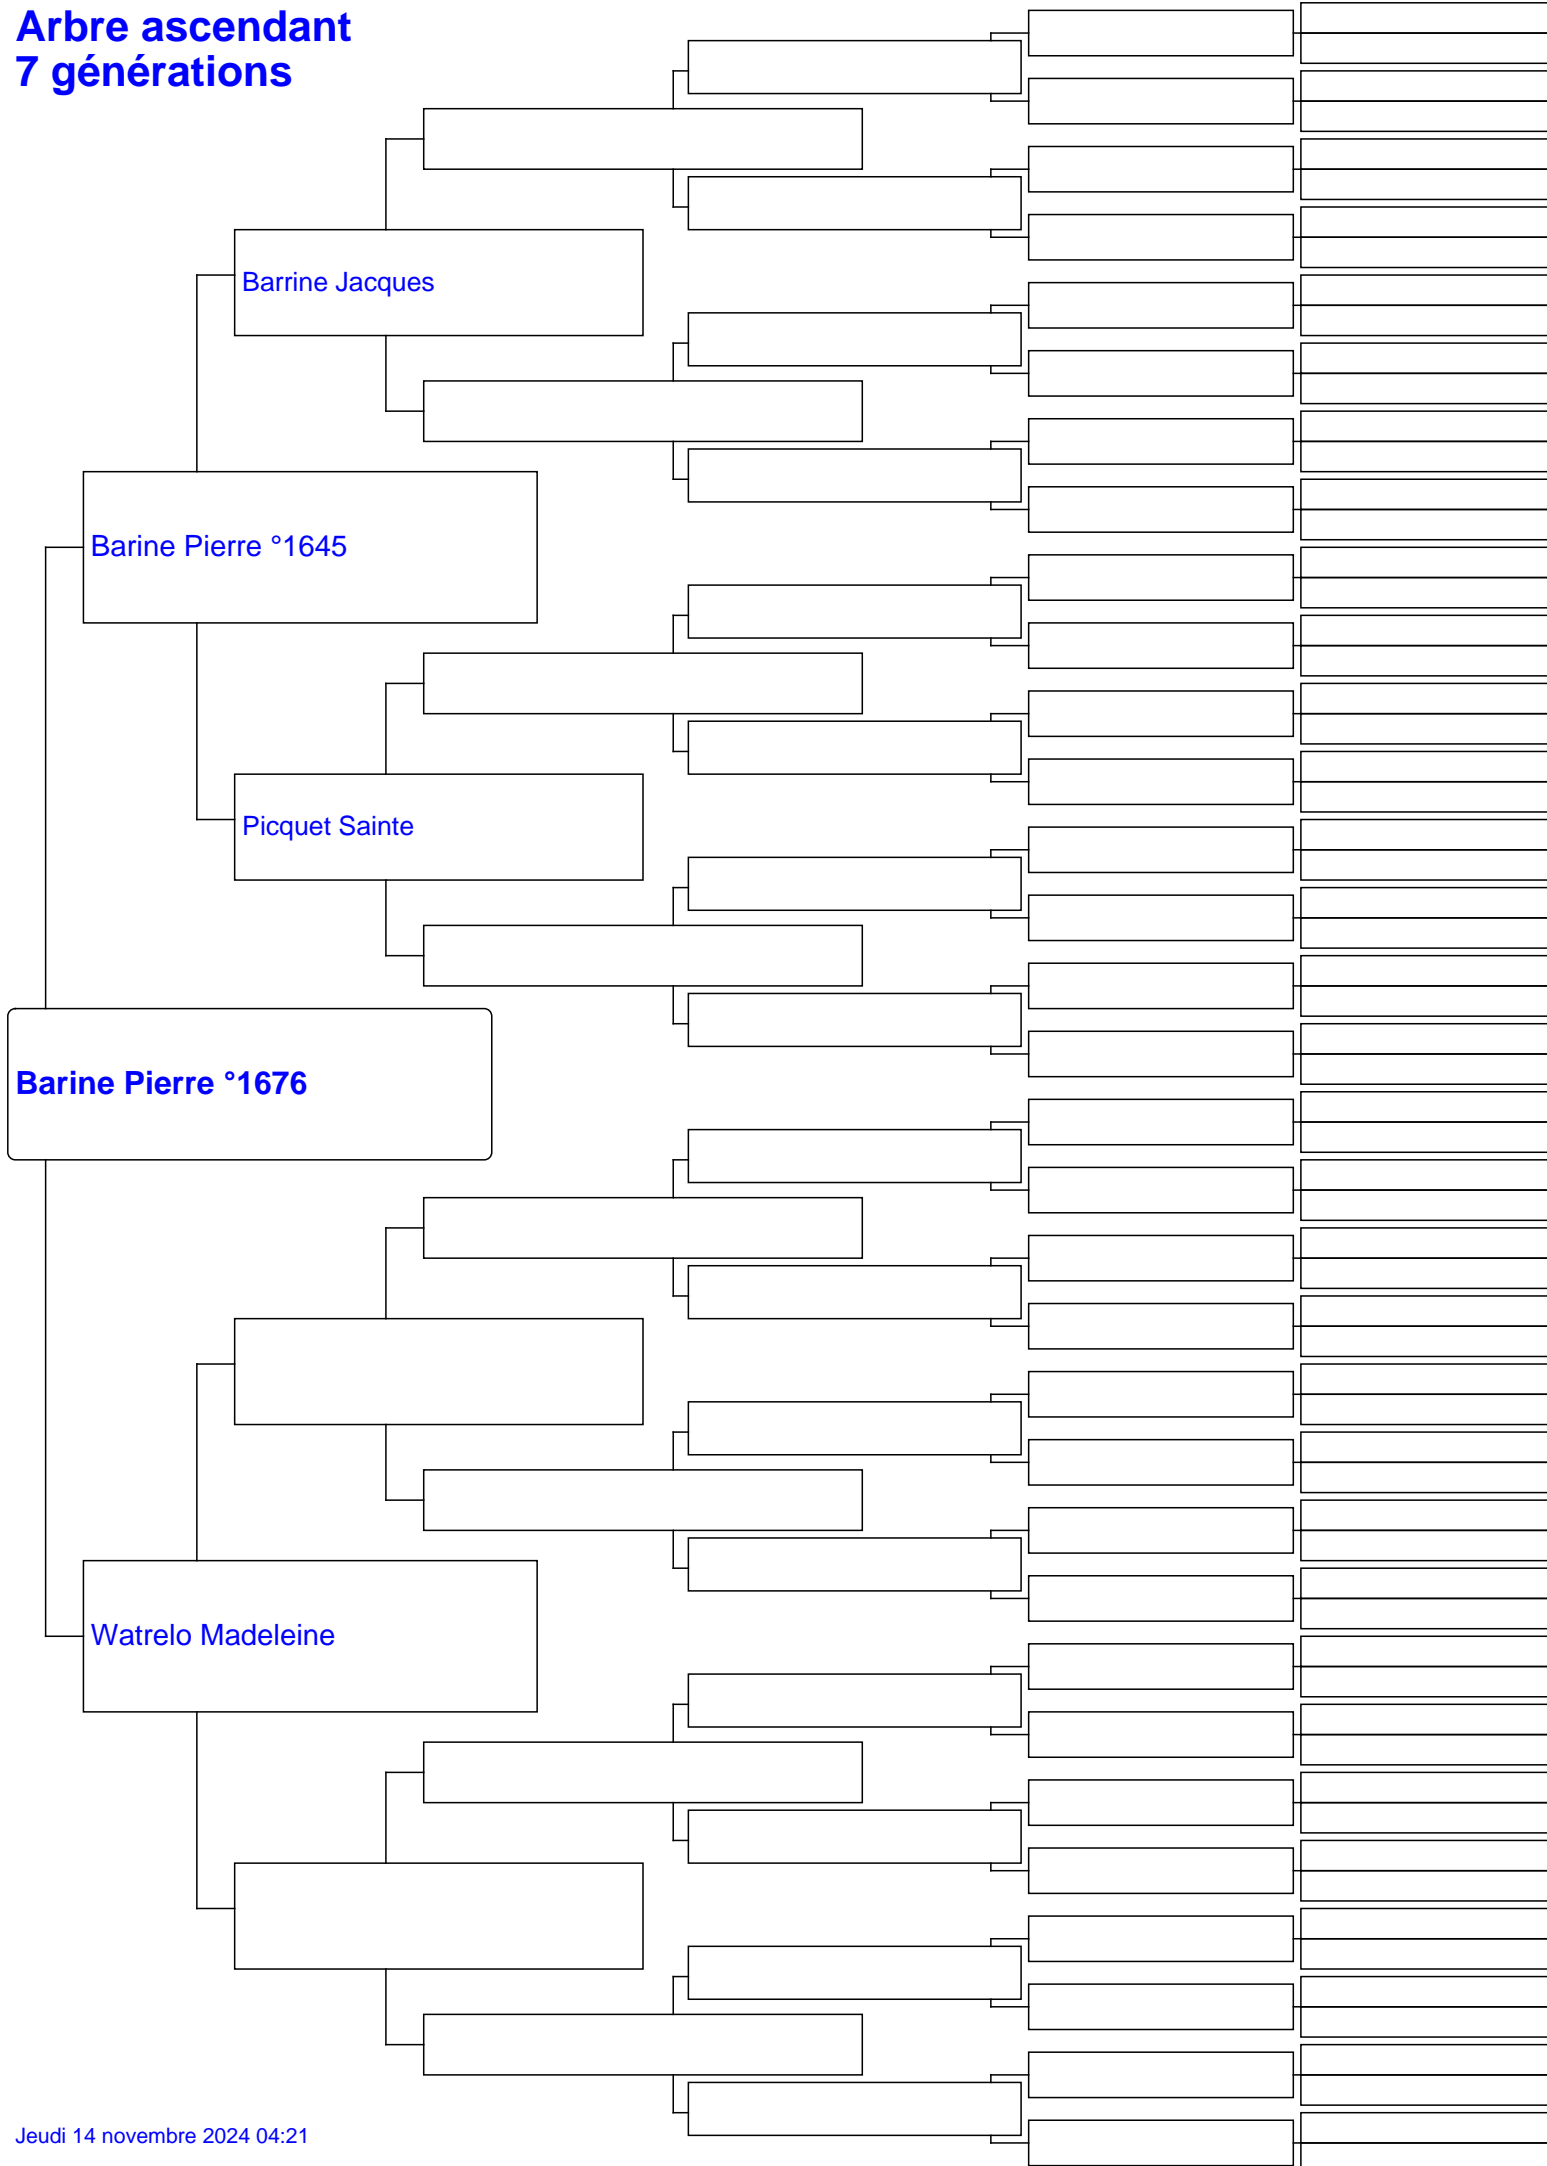 Arbre ascendant
7 générations
Barrine Jacques
Barine Pierre °1645
Picquet Sainte
Barine Pierre °1676
Watrelo Madeleine
Jeudi 14 novembre 2024 04:21